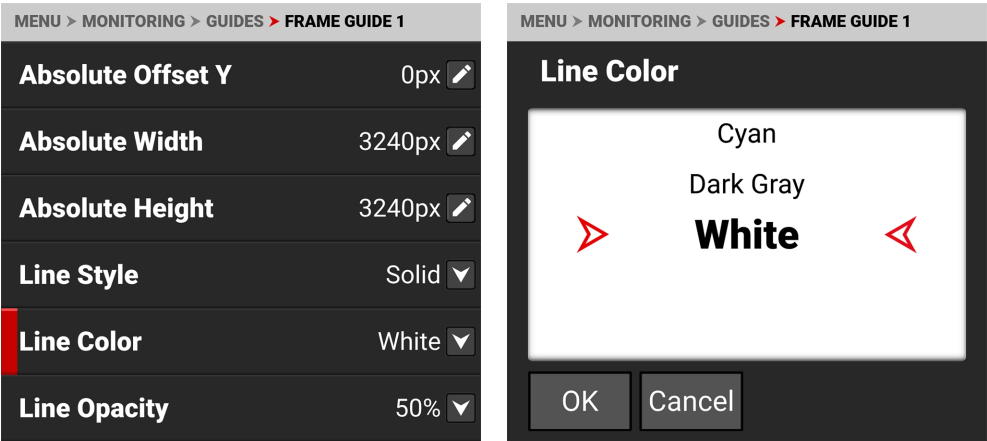 MENU > MONITORING > GUIDES > FRAME GUIDE 1
Absolute Offset Y 0px
Absolute Width 3240px
Absolute Height 3240px
Line Style Solid
Line Color White
Line Opacity 50%
MENU > MONITORING > GUIDES > FRAME GUIDE 1
Line Color
Cyan
Dark Gray
White
OK Cancel